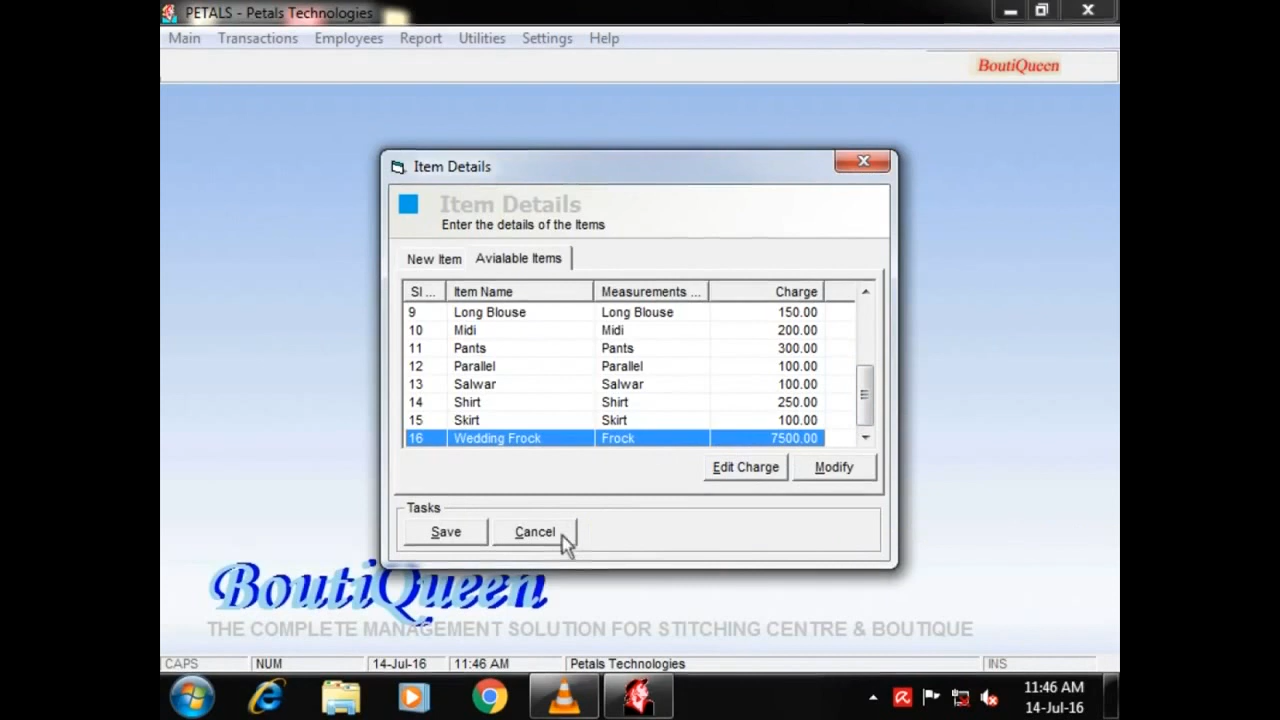 PETALS - Petals Technologies
Main Transactions Employees Report Utilities Settings Help
BoutiQueen
Item Details
Item Details
Enter the details of the Items
New Item Avialable Items
Sl ... Item Name Measurements ... Charge
9 Long Blouse Long Blouse 150.00
10 Midi Midi 200.00
11 Pants Pants 300.00
12 Parallel Parallel 100.00
13 Salwar Salwar 100.00
14 Shirt Shirt 250.00
15 Skirt Skirt 100.00
16 Wedding Frock Frock 7500.00
Edit Charge Modify
Tasks
Save Cancel
BoutiQueen
THE COMPLETE MANAGEMENT SOLUTION FOR STITCHING CENTRE & BOUTIQUE
CAPS NUM 14-Jul-16 11:46 AM Petals Technologies INS
11:46 AM
14-Jul-16